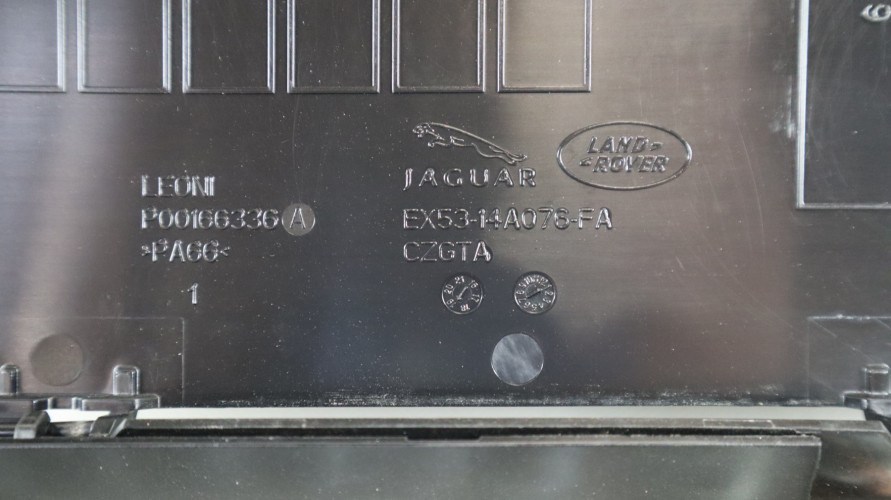 LEONI
P00166336 A
>PA66<
1
JAGUAR
LAND-
-ROVER
EX53-14A076-FA
CZGTA